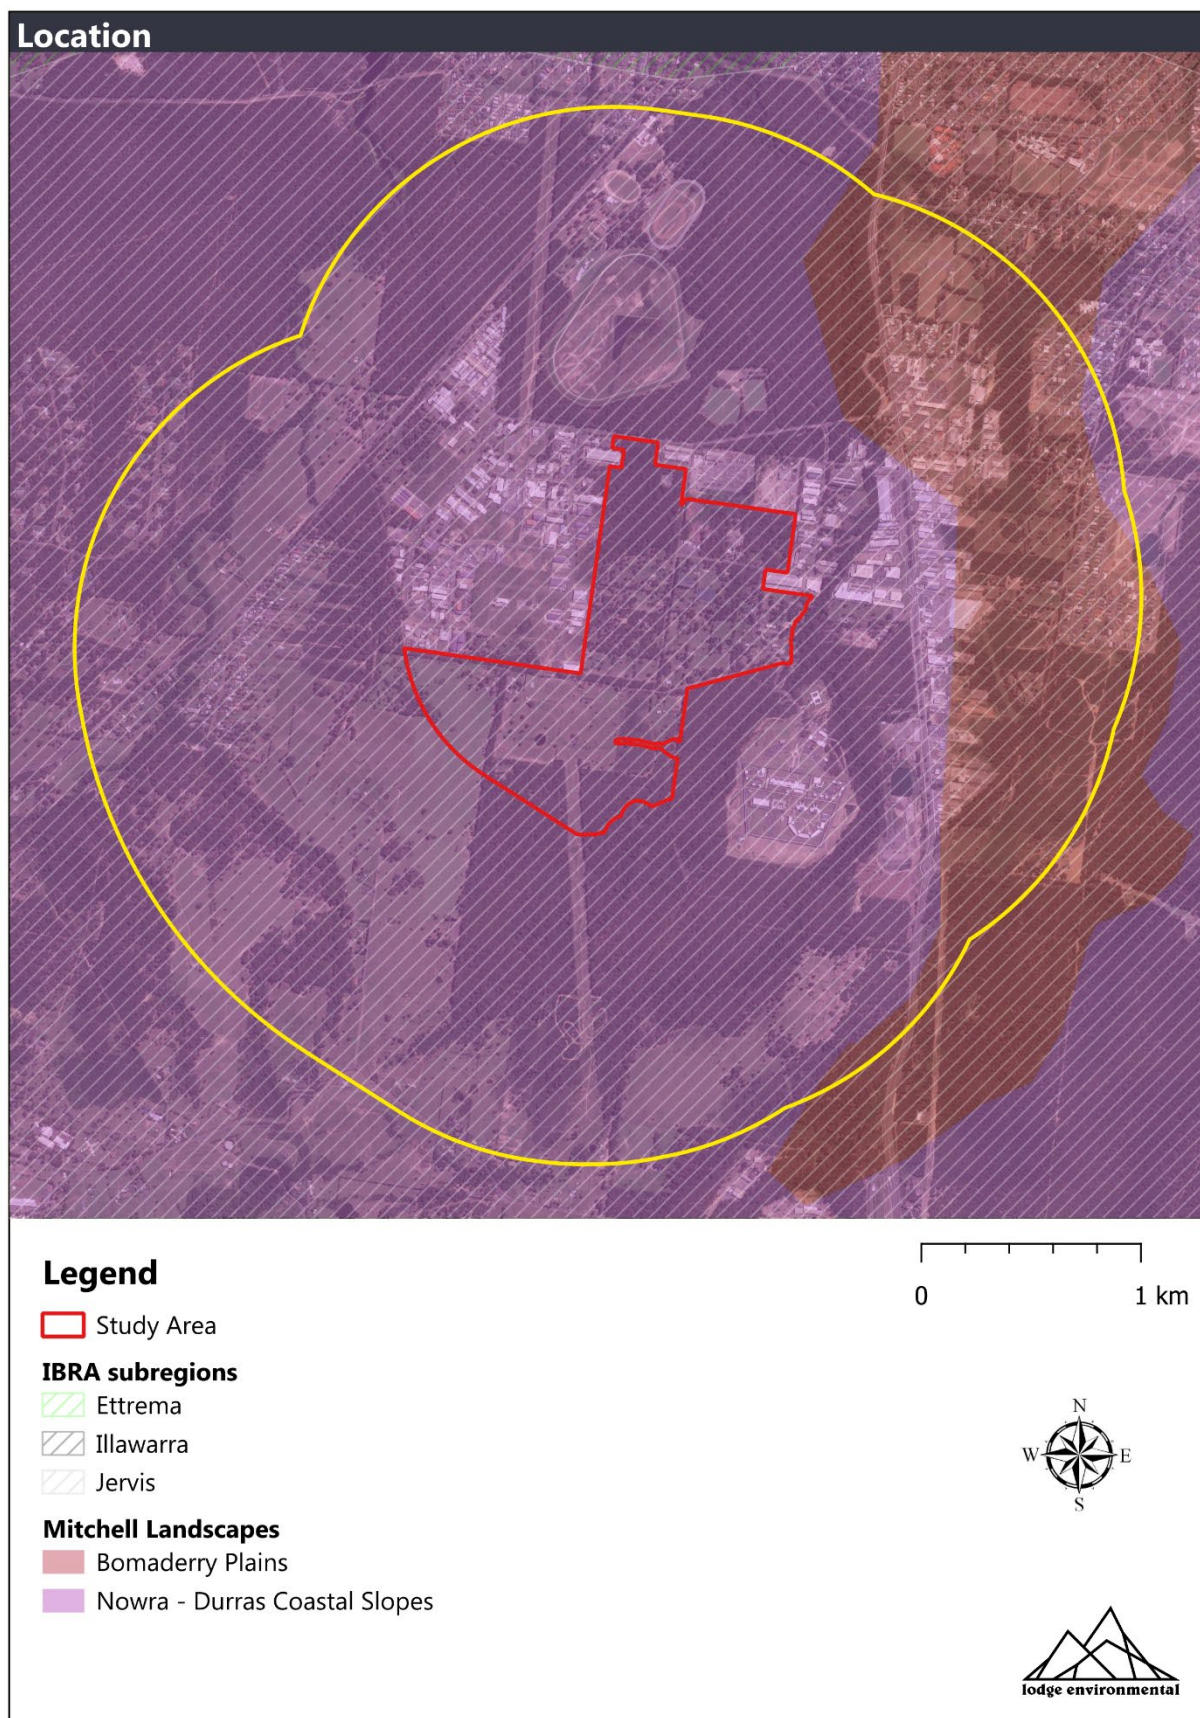 Location
Legend
Study Area
IBRA subregions
Ettrema
Illawarra
Jervis
Mitchell Landscapes
Bomaderry Plains
Nowra - Durras Coastal Slopes
0 1 km
N
W E
S
lodge environmental